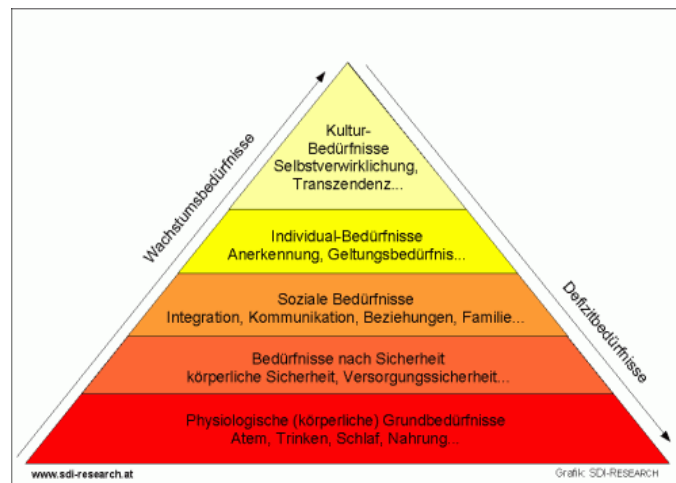 Kultur-
Bedürfnisse
Selbstverwirklichung,
Transzendenz...
Wachstumsbedürfnisse
Individual-Bedürfnisse
Anerkennung, Geltungsbedürfnis...
Defizitbedürfnisse
Soziale Bedürfnisse
Integration, Kommunikation, Beziehungen, Familie...
Bedürfnisse nach Sicherheit
körperliche Sicherheit, Versorgungssicherheit...
Physiologische (körperliche) Grundbedürfnisse
Atem, Trinken, Schlaf, Nahrung...
www.sdi-research.at
Grafik: SDI-RESEARCH